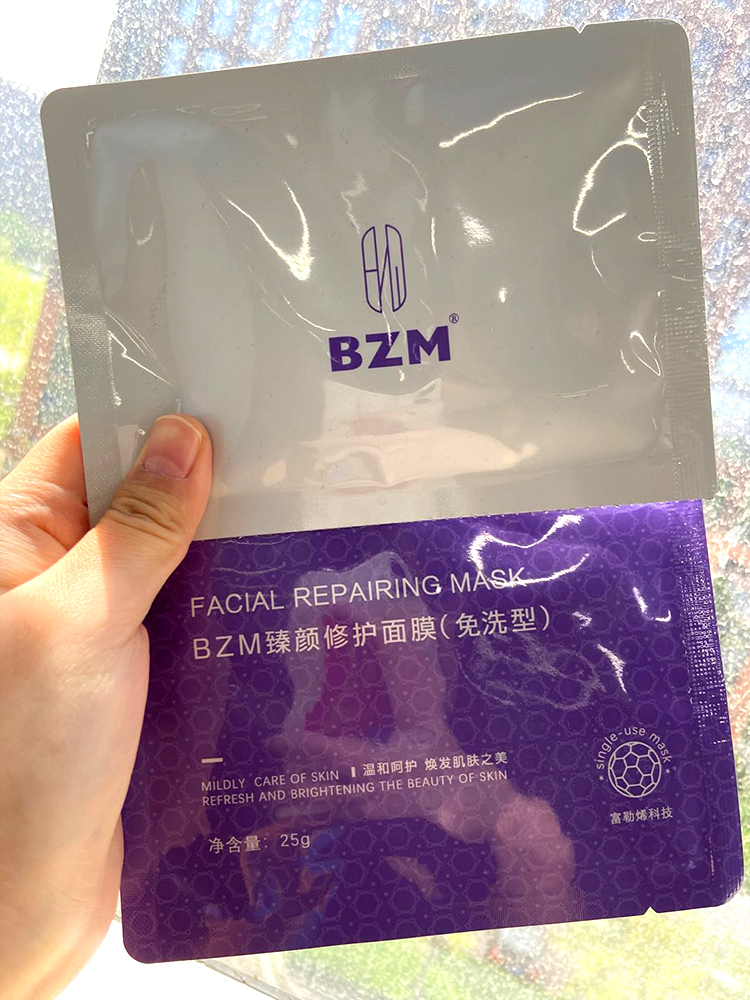 BZM®
FACIAL REPAIRING MASK
BZM臻颜修护面膜(免洗型)
MILDLY CARE OF SKIN 温和呵护 焕发肌肤之美
REFRESH AND BRIGHTENING THE BEAUTY OF SKIN
净含量: 25g
single-use mask
富勒烯科技